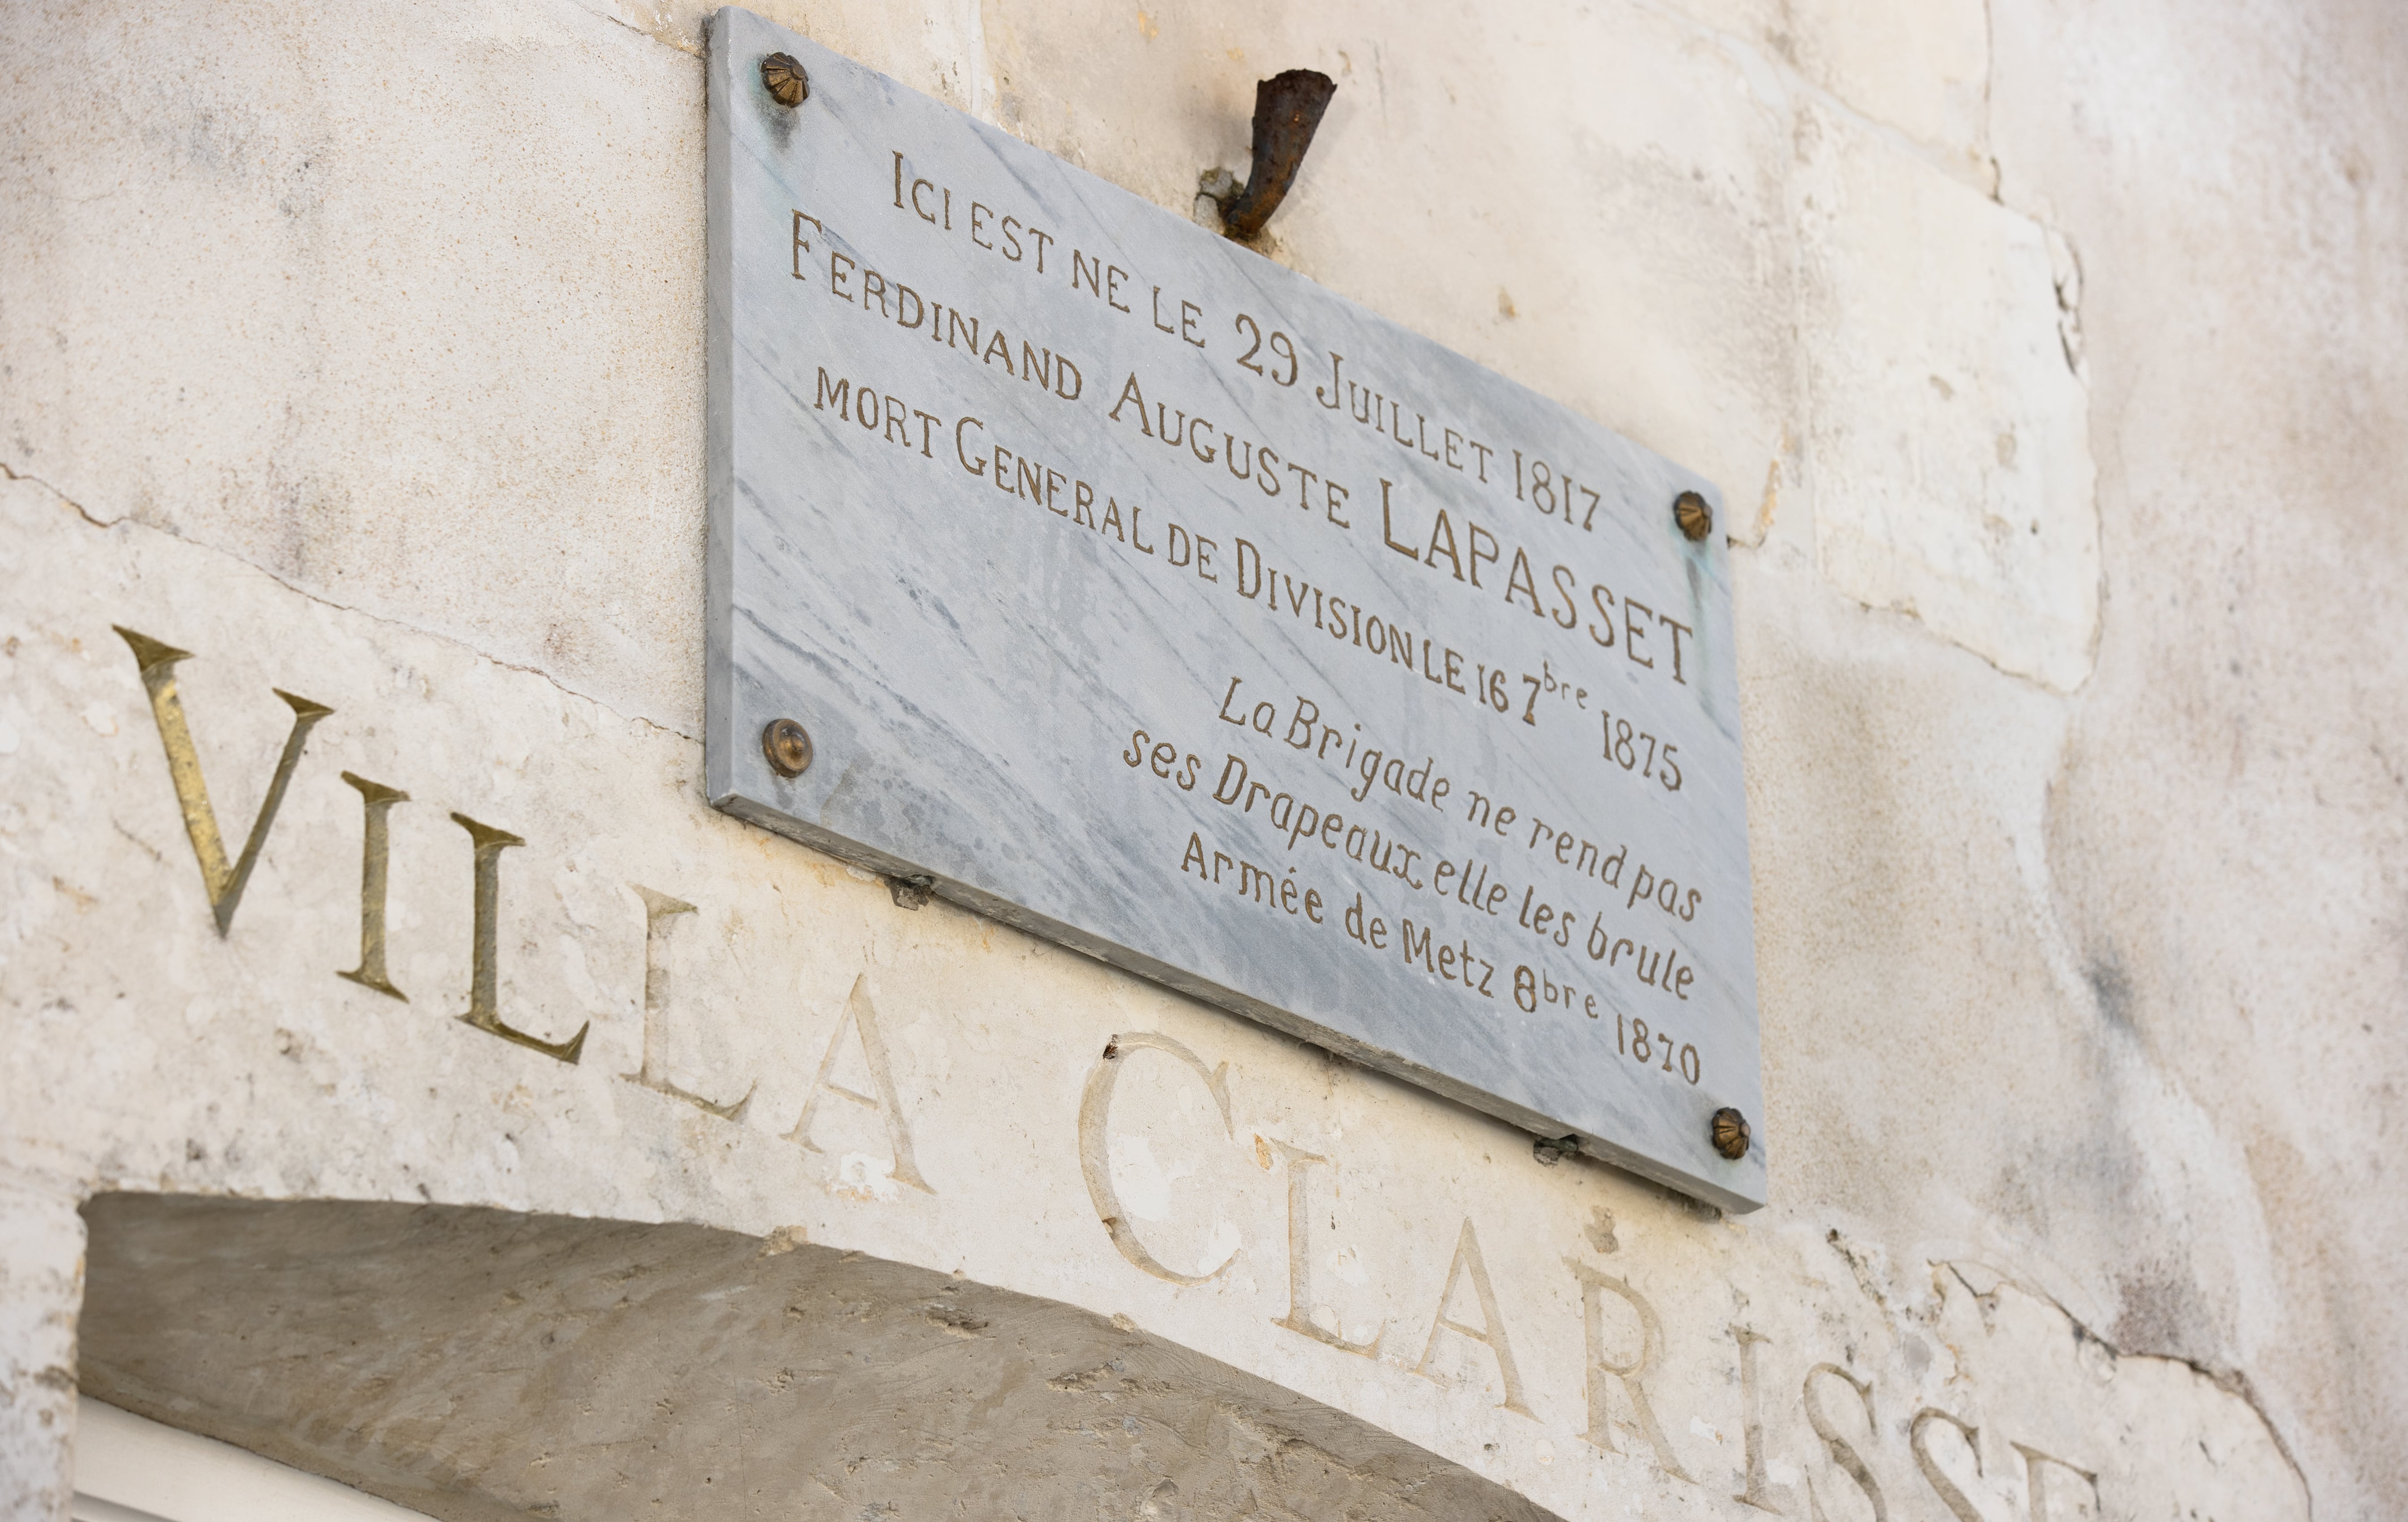 ICI EST NE LE 29 JUILLET 1817
FERDINAND AUGUSTE LAPASSET
MORT GENERAL DE DIVISION LE 16 7bre 1875
La Brigade ne rend pas
ses Drapeaux elle les brule
Armée de Metz 8bre 1870
VILLA CLARISSE